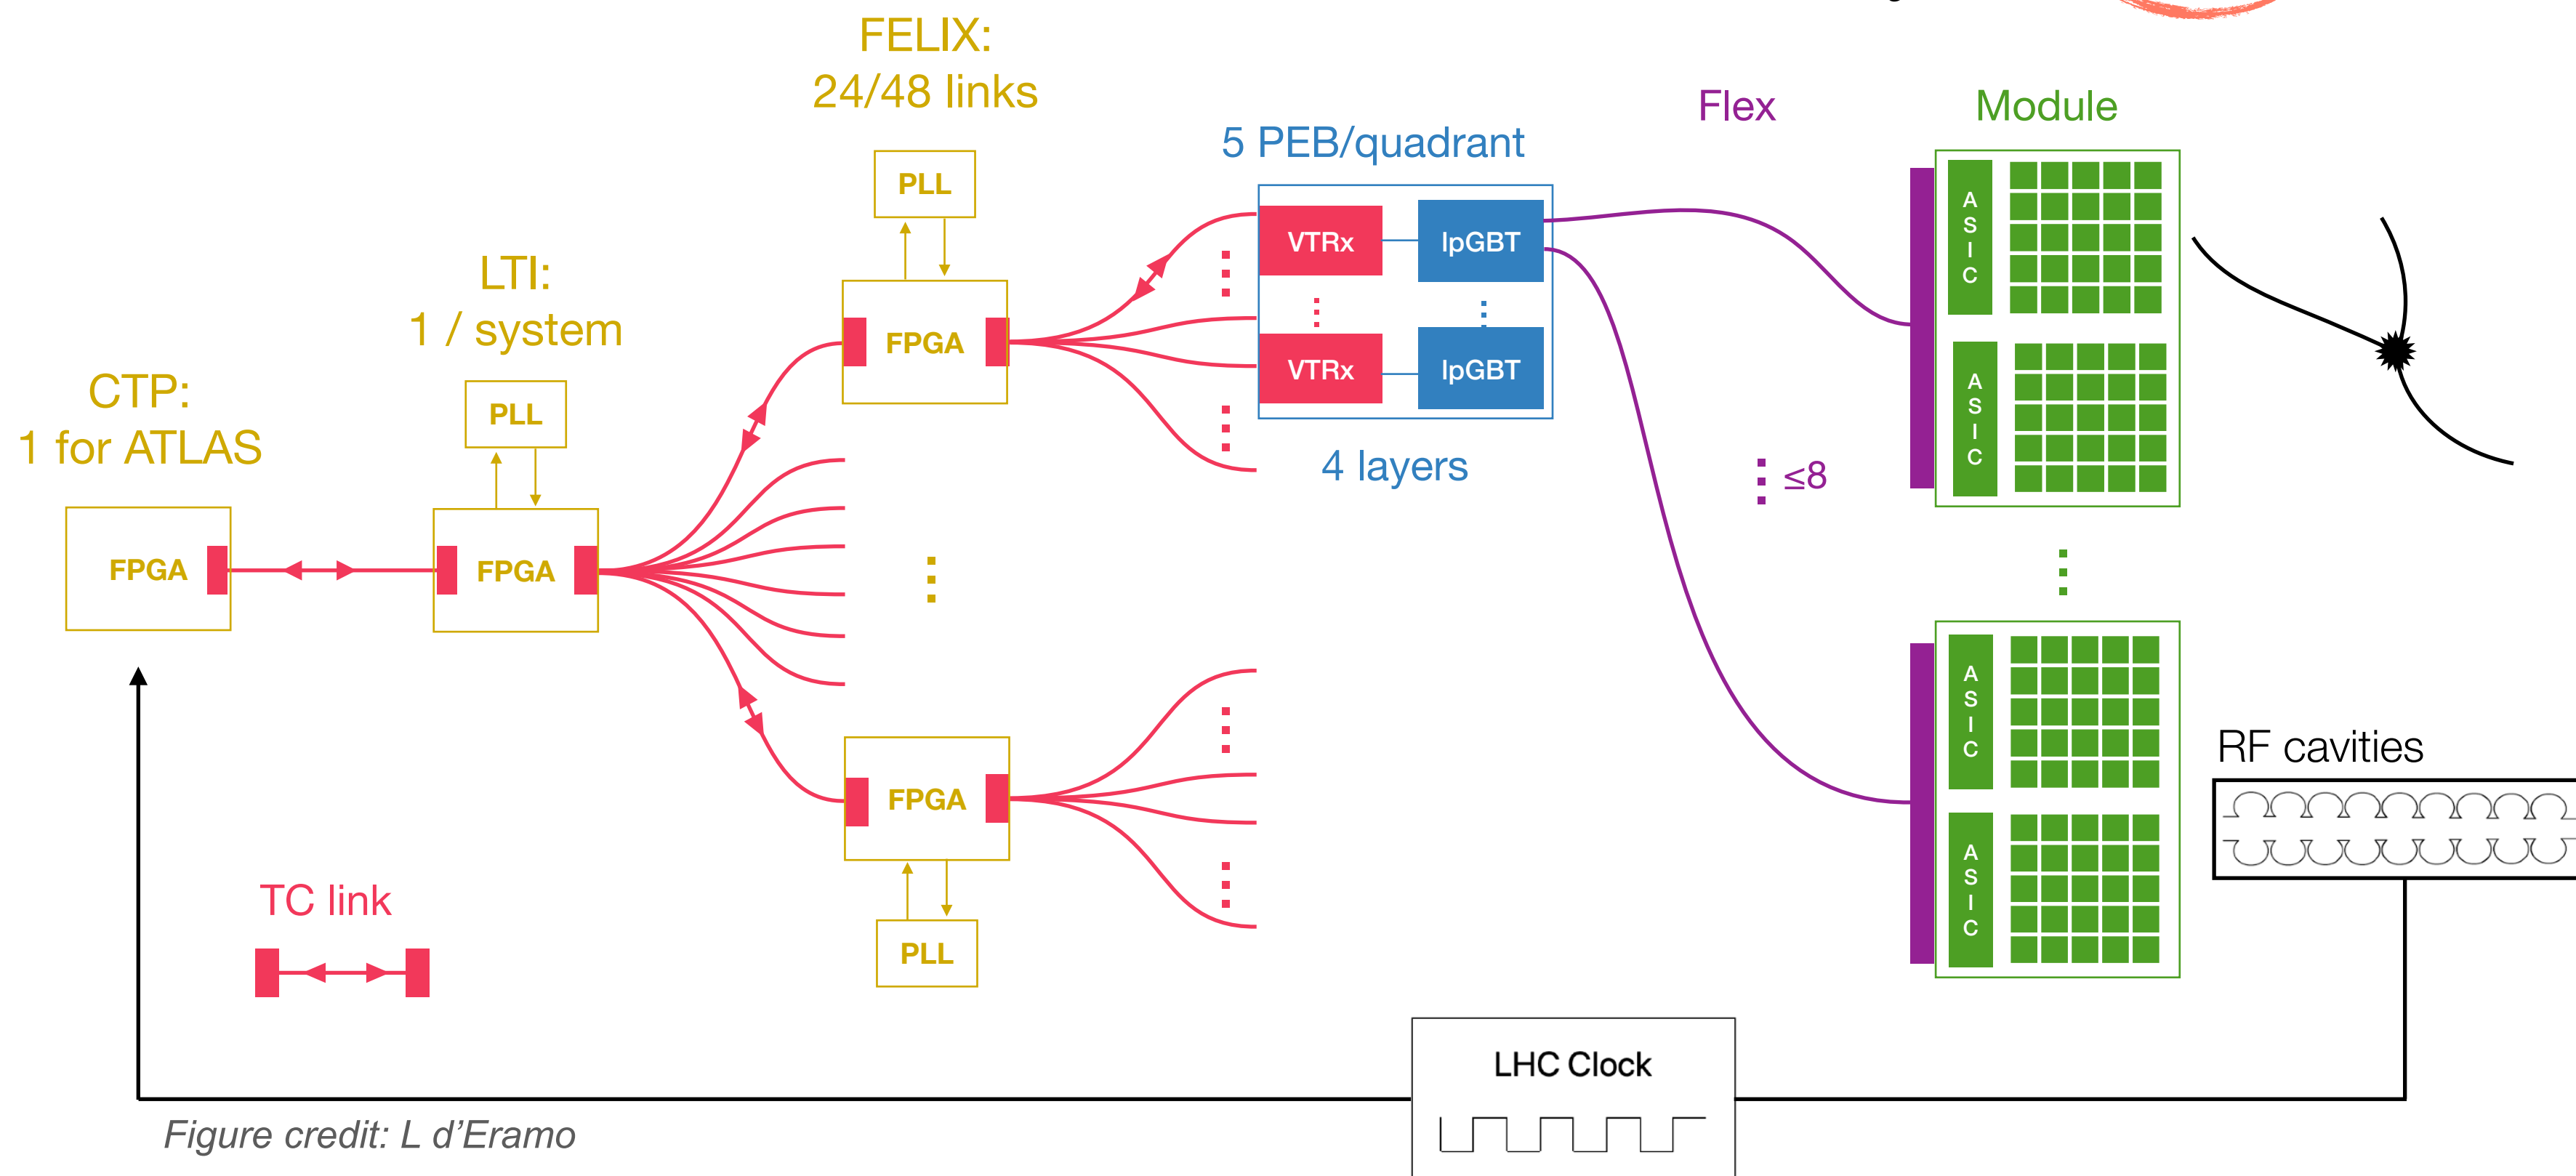 FELIX:
24/48 links
Flex
Module
5 PEB/quadrant
PLL
A
S
I
C
VTRx
lpGBT
LTI:
1 / system
FPGA
VTRx
lpGBT
CTP:
1 for ATLAS
PLL
A
S
I
C
4 layers
≤8
FPGA
FPGA
A
S
I
C
RF cavities
FPGA
A
S
I
C
TC link
PLL
LHC Clock
Figure credit: L d'Eramo